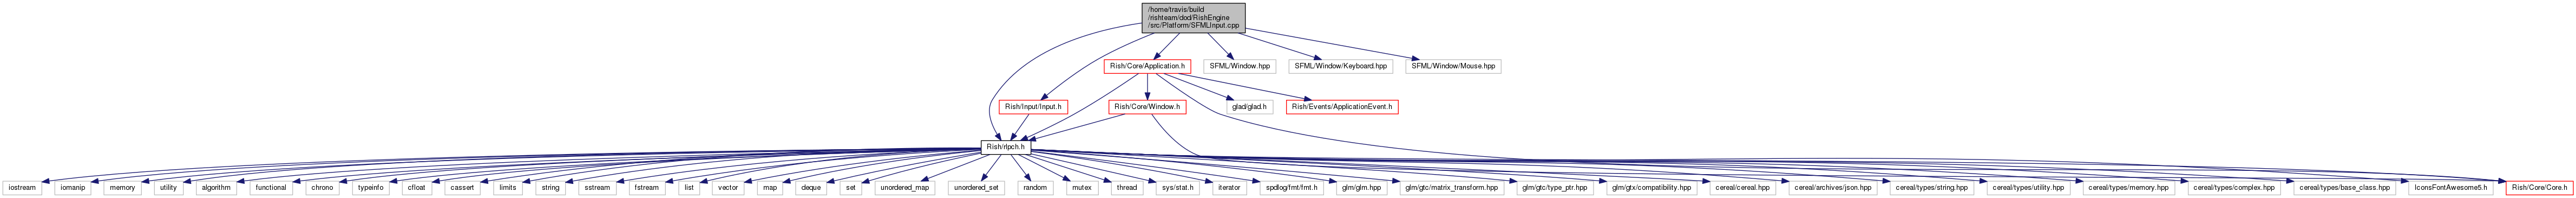 /home/travis/build
/rishteam/dod/RishEngine
/src/Platform/SFMLInput.cpp
Rish/Core/Application.h
SFML/Window.hpp
SFML/Window/Keyboard.hpp
SFML/Window/Mouse.hpp
Rish/Input/Input.h
Rish/Core/Window.h
glad/glad.h
Rish/Events/ApplicationEvent.h
Rish/rlpch.h
iostream
iomanip
memory
utility
algorithm
functional
chrono
typeinfo
cfloat
cassert
limits
string
sstream
fstream
list
vector
map
deque
set
unordered_map
unordered_set
random
mutex
thread
sys/stat.h
iterator
spdlog/fmt/fmt.h
glm/glm.hpp
glm/gtc/matrix_transform.hpp
glm/gtc/type_ptr.hpp
glm/gtx/compatibility.hpp
cereal/cereal.hpp
cereal/archives/json.hpp
cereal/types/string.hpp
cereal/types/utility.hpp
cereal/types/memory.hpp
cereal/types/complex.hpp
cereal/types/base_class.hpp
IconsFontAwesome5.h
Rish/Core/Core.h